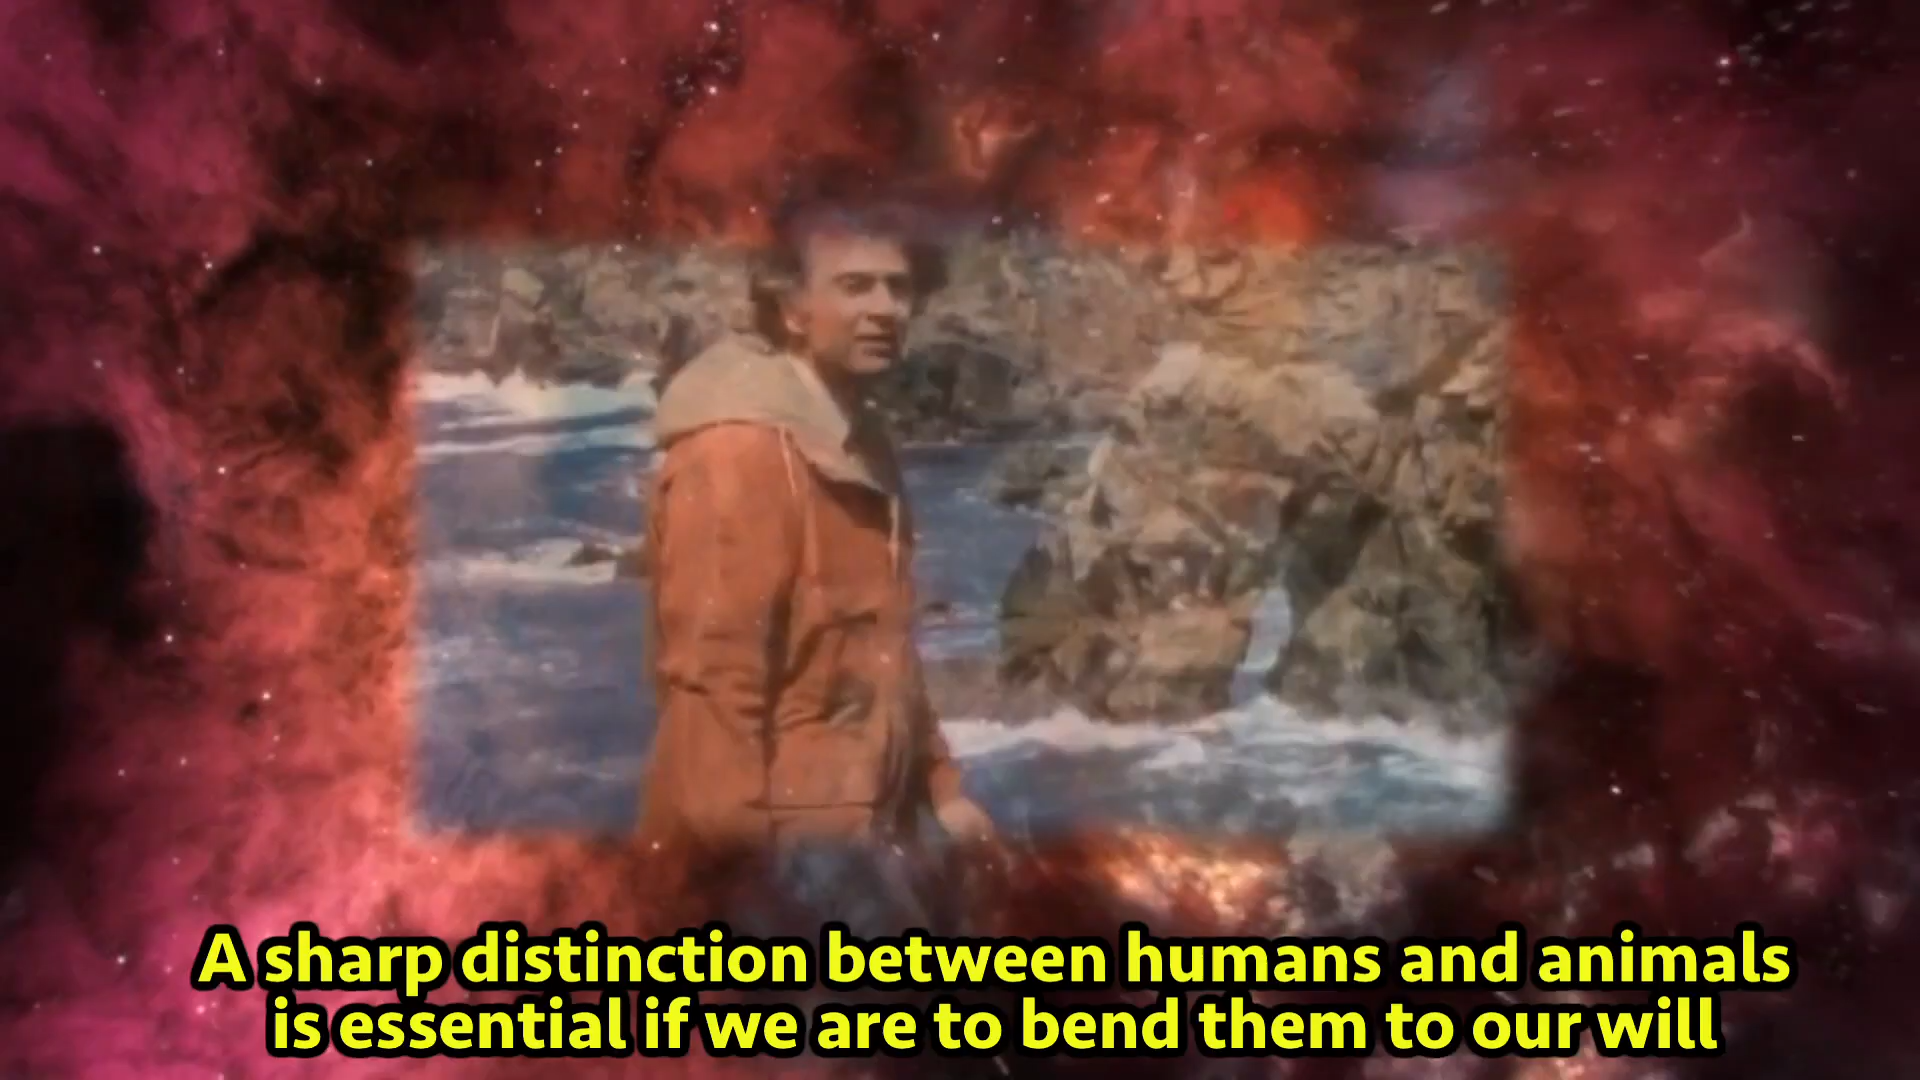 A sharp distinction between humans and animals
is essential if we are to bend them to our will